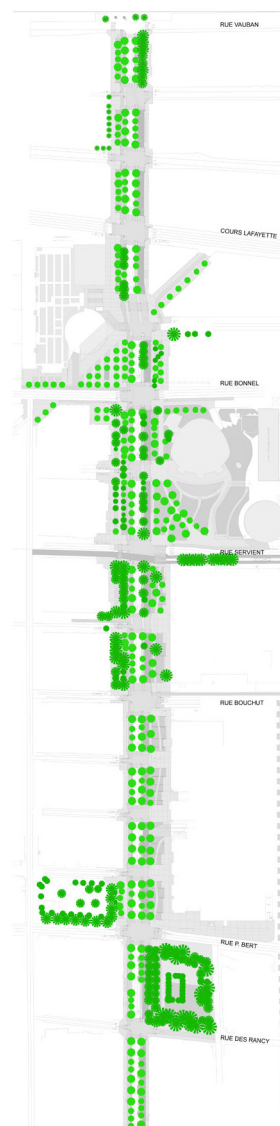 RUE VAUBAN
COURS LAFAYETTE
RUE BONNEL
RUE SERVIENT
RUE BOUCHUT
RUE P. BERT
RUE DES RANCY